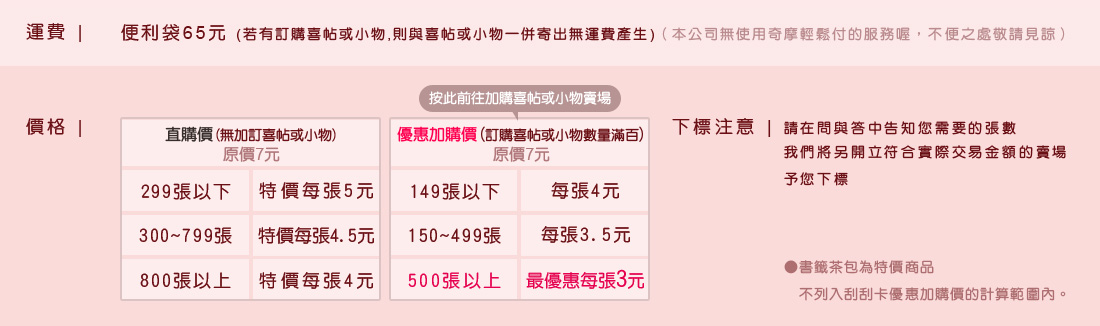 運費 | 便利袋65元 (若有訂購喜帖或小物,則與喜帖或小物一併寄出無運費產生)（本公司無使用奇摩輕鬆付的服務喔，不便之處敬請見諒）
按此前往加購喜帖或小物賣場
價格 |
直購價 (無加訂喜帖或小物)
原價7元
299張以下 特價每張5元
300~799張 特價每張4.5元
800張以上 特價每張4元
優惠加購價 (訂購喜帖或小物數量滿百)
原價7元
149張以下 每張4元
150~499張 每張3.5元
500張以上 最優惠每張3元
下標注意 | 請在問與答中告知您需要的張數
我們將另開立符合實際交易金額的賣場
予您下標
●書籤茶包為特價商品
不列入刮刮卡優惠加購價的計算範圍內。